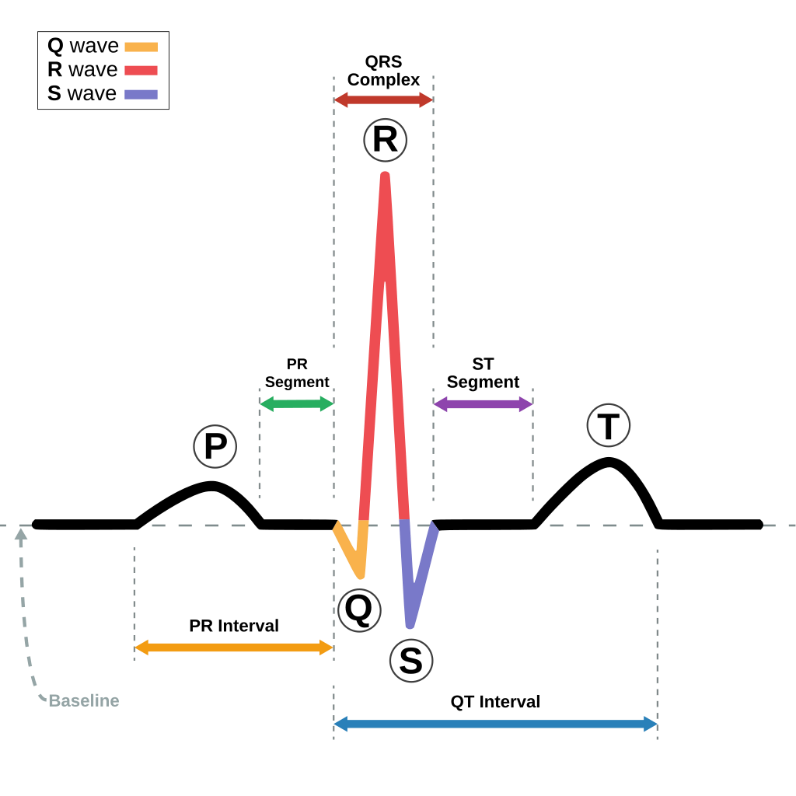 Q wave
R wave
S wave
QRS
Complex
R
PR
Segment
ST
Segment
P
T
Q
PR Interval
S
Baseline
QT Interval